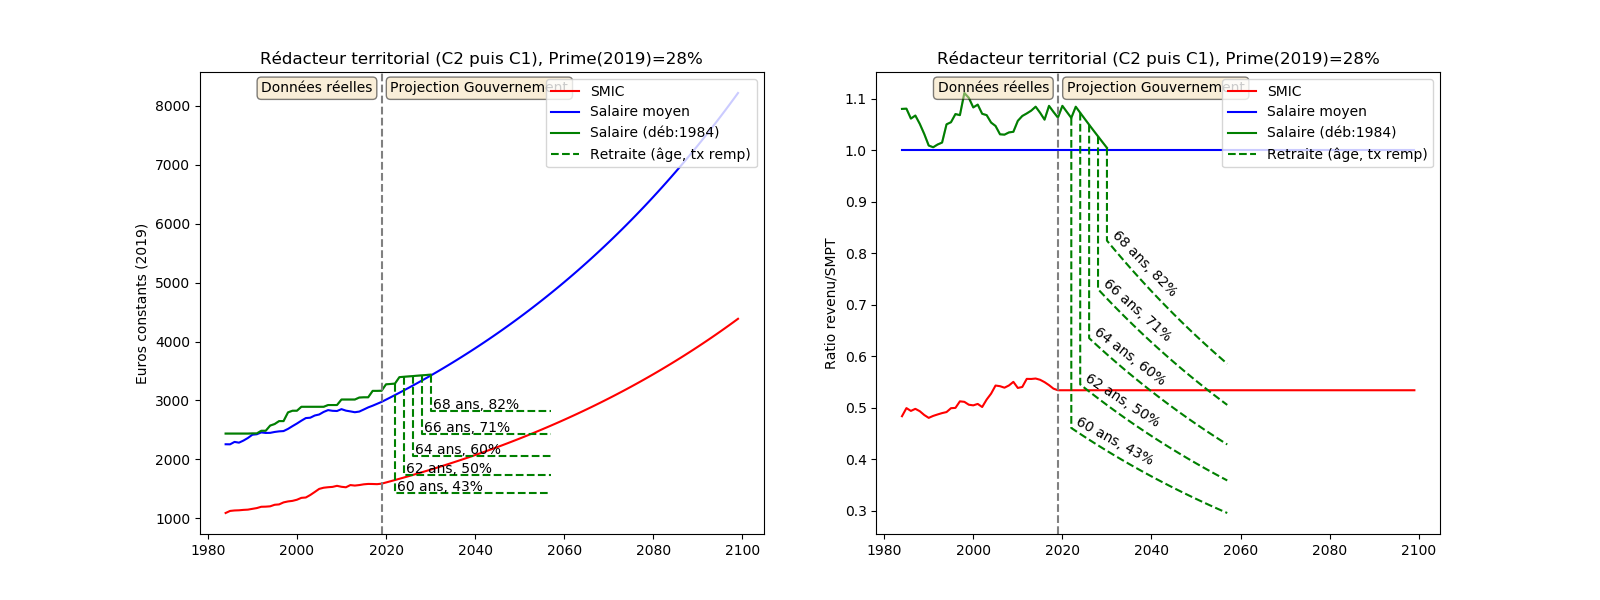 Rédacteur territorial (C2 puis C1), Prime(2019)=28%
Données réelles
Projection Gouvernement
SMIC
Salaire moyen
Salaire (déb:1984)
Retraite (âge, tx remp)
Euros constants (2019)
8000
7000
6000
5000
4000
3000
2000
1000
68 ans, 82%
66 ans, 71%
64 ans, 60%
62 ans, 50%
60 ans, 43%
1980 2000 2020 2040 2060 2080 2100
Rédacteur territorial (C2 puis C1), Prime(2019)=28%
Données réelles
Projection Gouvernement
SMIC
Salaire moyen
Salaire (déb:1984)
Retraite (âge, tx remp)
Ratio revenu/SMPT
1.1
1.0
0.9
0.8
0.7
0.6
0.5
0.4
0.3
68 ans, 82%
66 ans, 71%
64 ans, 60%
62 ans, 50%
60 ans, 43%
1980 2000 2020 2040 2060 2080 2100